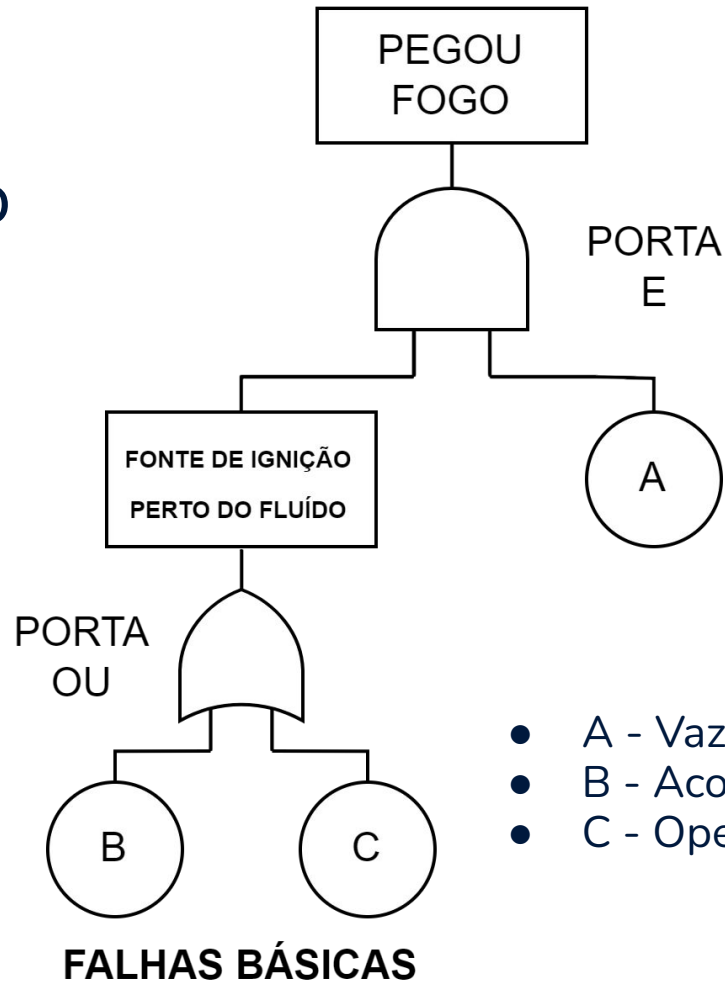 PEGOU
FOGO
PORTA
E
FONTE DE IGNIÇÃO
PERTO DO FLUÍDO
A
PORTA
OU
B
C
● A - Vaz
● B - Aco
● C - Ope
FALHAS BÁSICAS